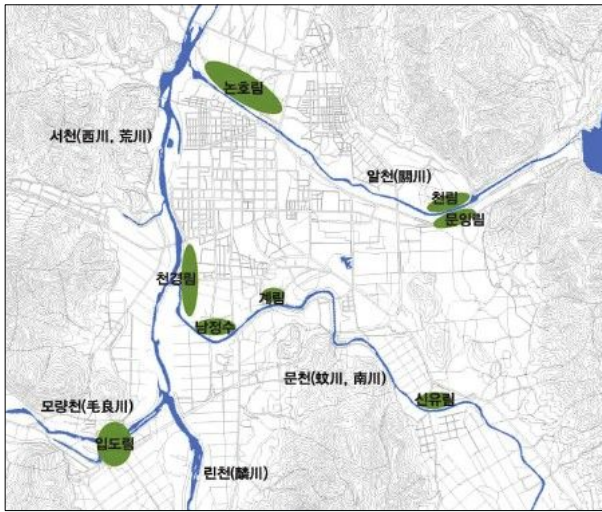 논호림
서천(西川, 荒川)
알천(閼川)
천림
문잉림
천경림
계림
남정수
문천(蚊川, 南川)
신유림
모량천(毛良川)
입도림
린천(麟川)